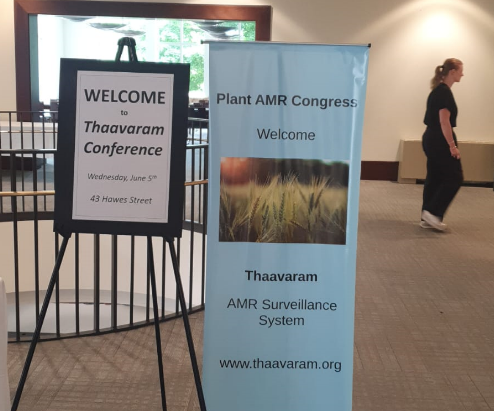 WELCOME
to
Thaavaram
Conference
Wednesday, June 5th
43 Hawes Street
Plant AMR Congress
Welcome
Thaavaram
AMR Surveillance
System
www.thaavaram.org